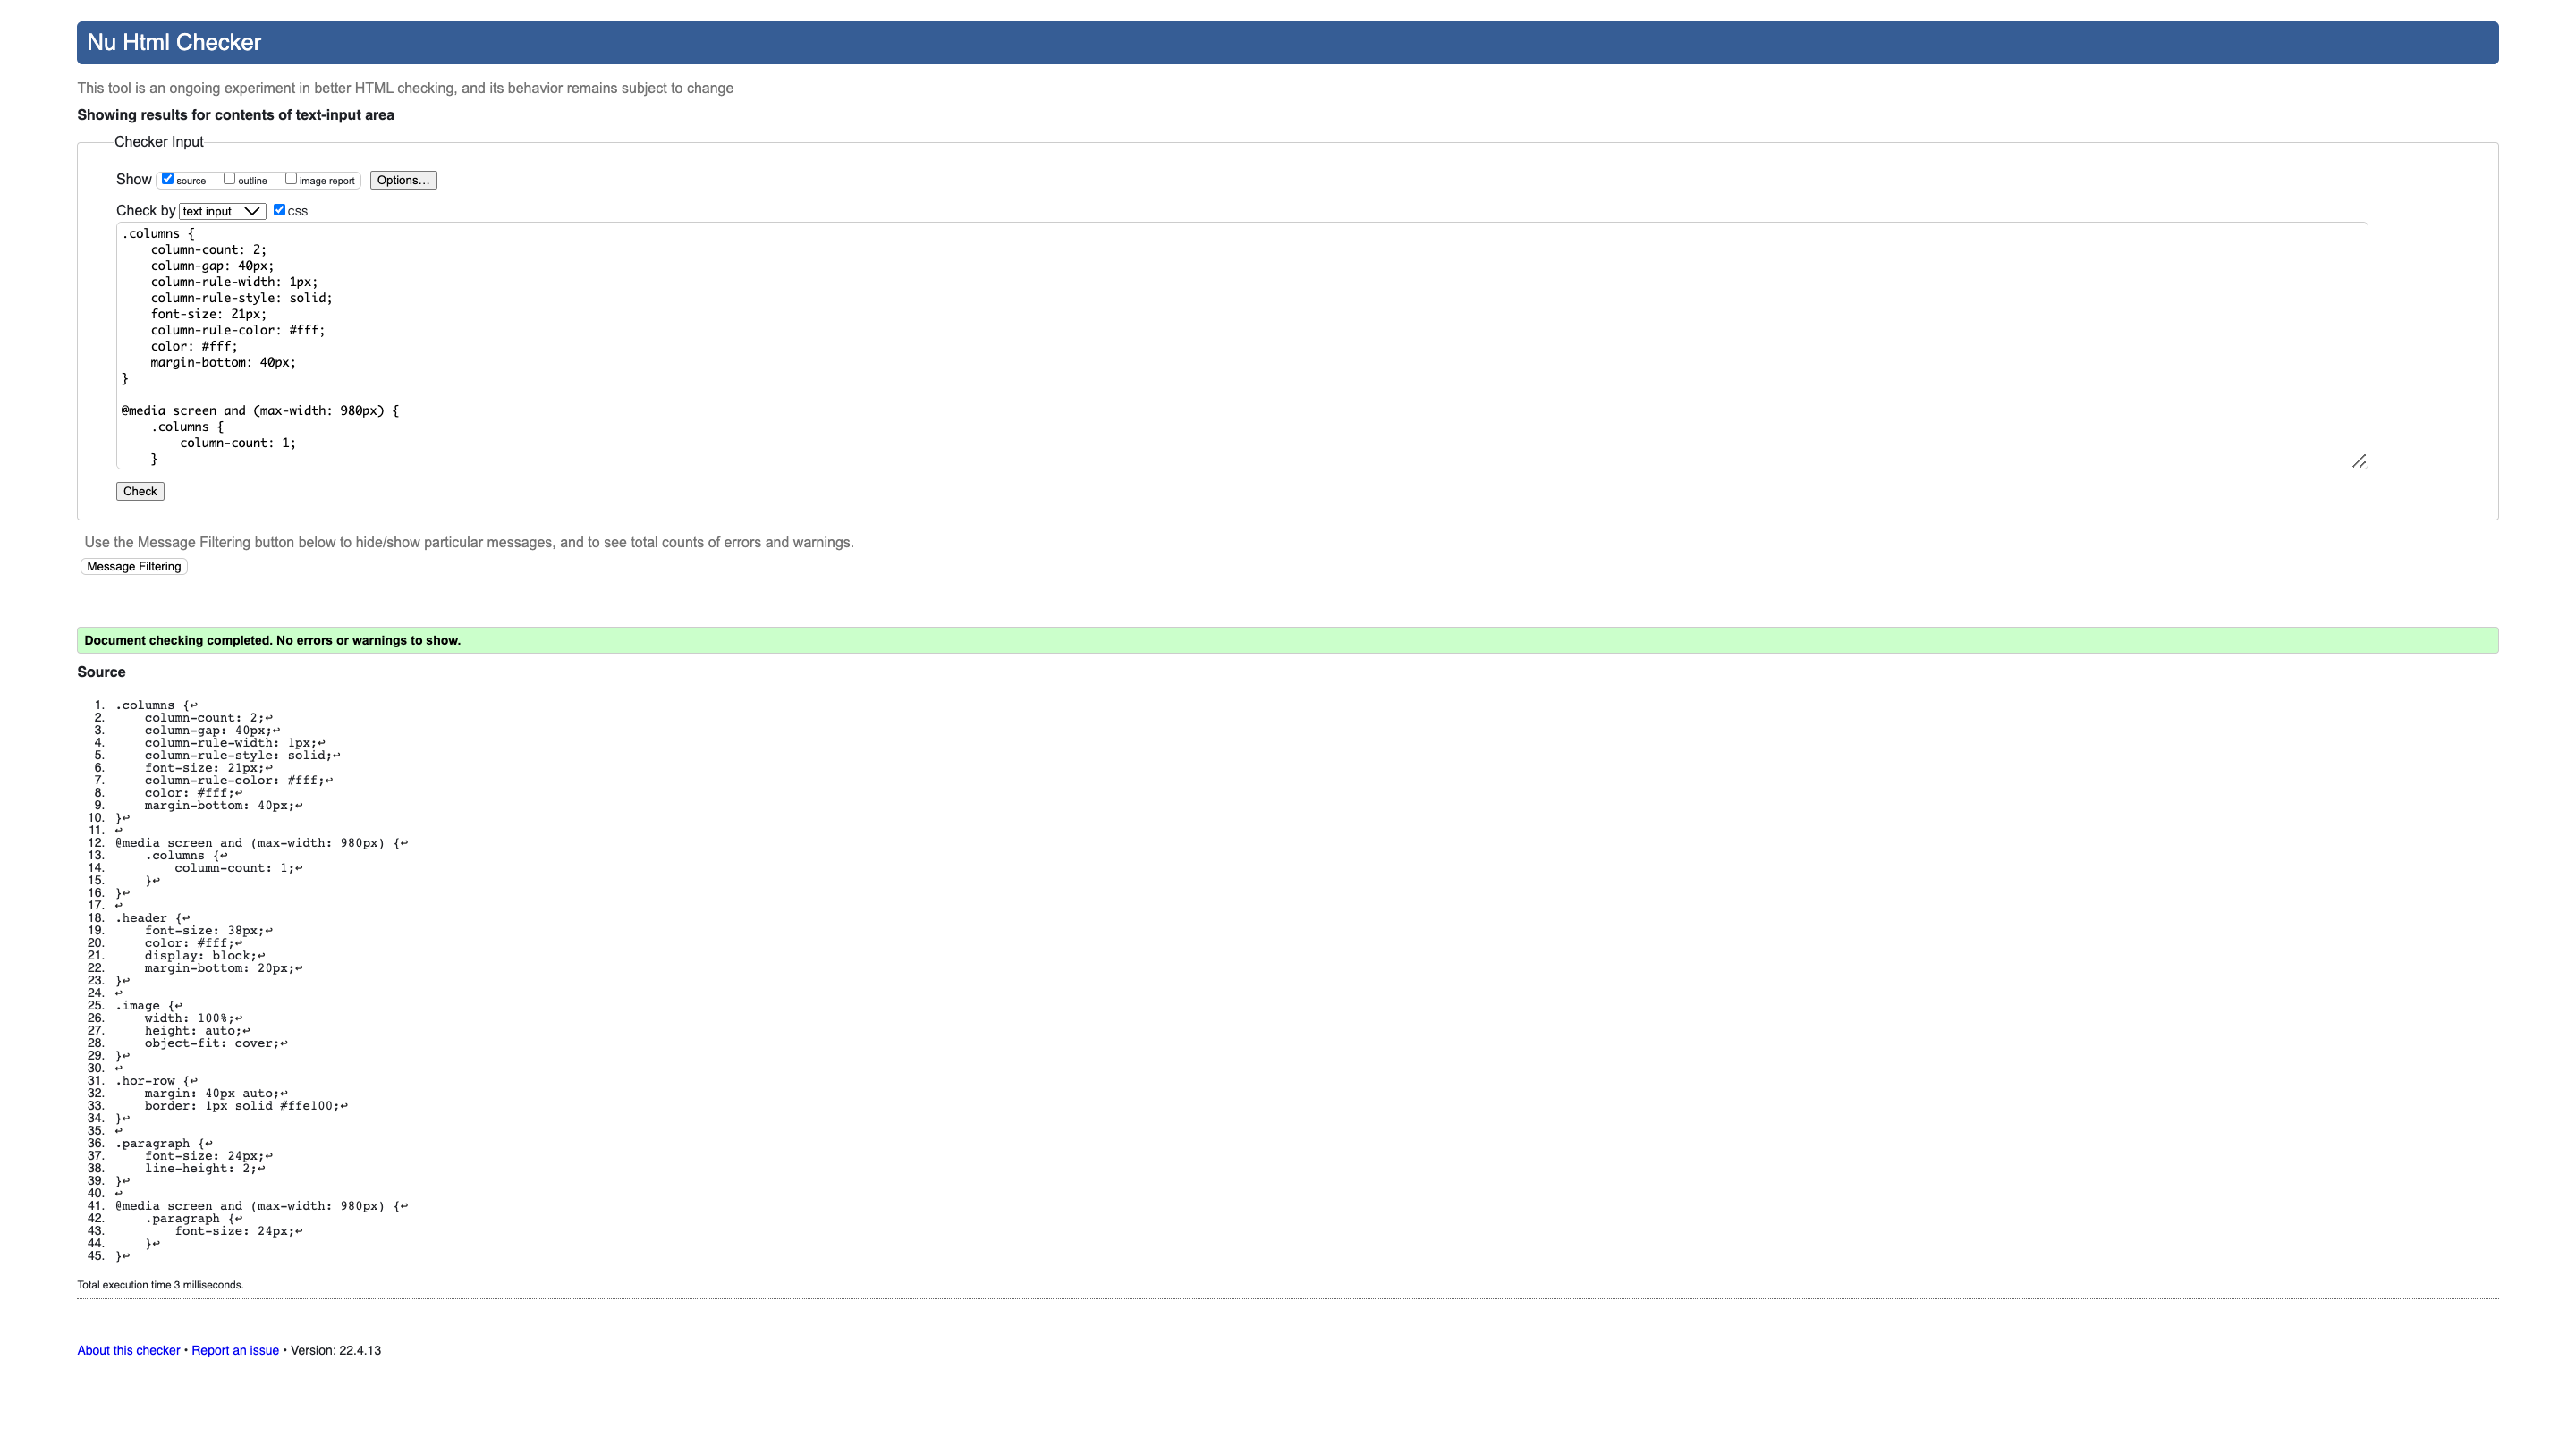 Nu Html Checker
This tool is an ongoing experiment in better HTML checking, and its behavior remains subject to change
Showing results for contents of text-input area
Checker Input
Show source outline image report Options...
Check by text input CSS
.columns {
    column-count: 2;
    column-gap: 40px;
    column-rule-width: 1px;
    column-rule-style: solid;
    font-size: 21px;
    column-rule-color: #fff;
    color: #fff;
    margin-bottom: 40px;
}
@media screen and (max-width: 980px) {
    .columns {
        column-count: 1;
    }
Check
Use the Message Filtering button below to hide/show particular messages, and to see total counts of errors and warnings.
Message Filtering
Document checking completed. No errors or warnings to show.
Source
1. .columns {↩
2.     column-count: 2;↩
3.     column-gap: 40px;↩
4.     column-rule-width: 1px;↩
5.     column-rule-style: solid;↩
6.     font-size: 21px;↩
7.     column-rule-color: #fff;↩
8.     color: #fff;↩
9.     margin-bottom: 40px;↩
10. }↩
11. ↩
12. @media screen and (max-width: 980px) {↩
13.     .columns {↩
14.         column-count: 1;↩
15.     }↩
16. }↩
17. ↩
18. .header {↩
19.     font-size: 38px;↩
20.     color: #fff;↩
21.     display: block;↩
22.     margin-bottom: 20px;↩
23. }↩
24. ↩
25. .image {↩
26.     width: 100%;↩
27.     height: auto;↩
28.     object-fit: cover;↩
29. }↩
30. ↩
31. .hor-row {↩
32.     margin: 40px auto;↩
33.     border: 1px solid #ffe100;↩
34. }↩
35. ↩
36. .paragraph {↩
37.     font-size: 24px;↩
38.     line-height: 2;↩
39. }↩
40. ↩
41. @media screen and (max-width: 980px) {↩
42.     .paragraph {↩
43.         font-size: 24px;↩
44.     }↩
45. }↩
Total execution time 3 milliseconds.
About this checker • Report an issue • Version: 22.4.13